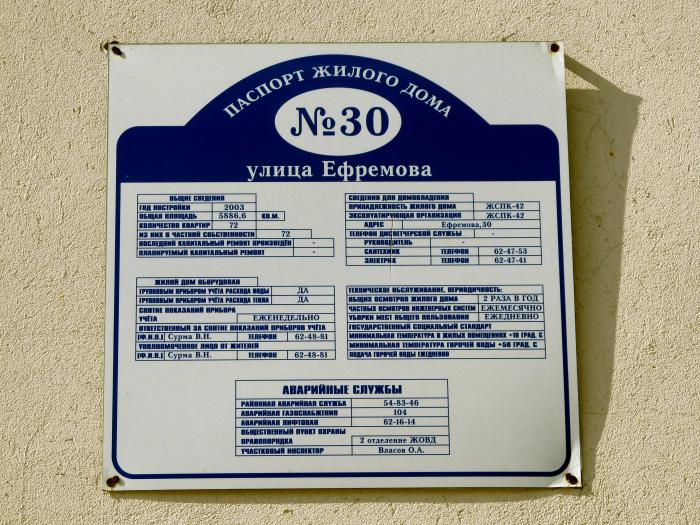 ПАСПОРТ ЖИЛОГО ДОМА
№30
улица Ефремова
ОБЩИЕ СВЕДЕНИЯ
ГОД ПОСТРОЙКИ 2003
ОБЩАЯ ПЛОЩАДЬ 5886,6 КВ.М.
КОЛИЧЕСТВО КВАРТИР 72
ИЗ НИХ В ЧАСТНОЙ СОБСТВЕННОСТИ 72
ПОСЛЕДНИЙ КАПИТАЛЬНЫЙ РЕМОНТ ПРОИЗВЕДЁН -
ПЛАНИРУЕМЫЙ КАПИТАЛЬНЫЙ РЕМОНТ -
СВЕДЕНИЯ ДЛЯ ДОМОВЛАДЕНИЯ
ПРИНАДЛЕЖНОСТЬ ЖИЛОГО ДОМА ЖСПК-42
ЭКСПЛУАТИРУЮЩАЯ ОРГАНИЗАЦИЯ ЖСПК-42
АДРЕС Ефремова,30
ТЕЛЕФОН ДИСПЕТЧЕРСКОЙ СЛУЖБЫ -
РУКОВОДИТЕЛЬ -
САНТЕХНИК ТЕЛЕФОН 62-47-53
ЭЛЕКТРИК ТЕЛЕФОН 62-47-41
ЖИЛОЙ ДОМ ОБОРУДОВАН
ГРУППОВЫМ ПРИБОРОМ УЧЁТА РАСХОДА ВОДЫ ДА
ГРУППОВЫМ ПРИБОРОМ УЧЁТА РАСХОДА ТЕПЛА ДА
СНЯТИЕ ПОКАЗАНИЙ ПРИБОРА
УЧЁТА ЕЖЕНЕДЕЛЬНО
ОТВЕТСТВЕННЫЙ ЗА СНЯТИЕ ПОКАЗАНИЙ ПРИБОРОВ УЧЁТА
(Ф.И.О.) Сурма В.Н. ТЕЛЕФОН 62-48-81
УПОЛНОМОЧЕННОЕ ЛИЦО ОТ ЖИТЕЛЕЙ
(Ф.И.О.) Сурма В.Н. ТЕЛЕФОН 62-48-81
ТЕХНИЧЕСКОЕ ОБСЛУЖИВАНИЕ, ПЕРИОДИЧНОСТЬ:
ОБЩИХ ОСМОТРОВ ЖИЛОГО ДОМА 2 РАЗА В ГОД
ЧАСТНЫХ ОСМОТРОВ ИНЖЕНЕРНЫХ СИСТЕМ ЕЖЕМЕСЯЧНО
УБОРКИ МЕСТ ОБЩЕГО ПОЛЬЗОВАНИЯ ЕЖЕДНЕВНО
ГОСУДАРСТВЕННЫЙ СОЦИАЛЬНЫЙ СТАНДАРТ
МИНИМАЛЬНАЯ ТЕМПЕРАТУРА В ЖИЛЫХ ПОМЕЩЕНИЯХ +18 ГРАД. С
МИНИМАЛЬНАЯ ТЕМПЕРАТУРА ГОРЯЧЕЙ ВОДЫ +50 ГРАД. С
ПОДАЧА ГОРЯЧЕЙ ВОДЫ ЕЖЕДНЕВНО
АВАРИЙНЫЕ СЛУЖБЫ
РАЙОННАЯ АВАРИЙНАЯ СЛУЖБА 54-83-46
АВАРИЙНАЯ ГАЗОСНАБЖЕНИЯ 104
АВАРИЙНАЯ ЛИФТОВАЯ 62-16-14
ОБЩЕСТВЕННЫЙ ПУНКТ ОХРАНЫ
ПРАВОПОРЯДКА 2 отделение ЖОВД
УЧАСТКОВЫЙ ИНСПЕКТОР Власов О.А.